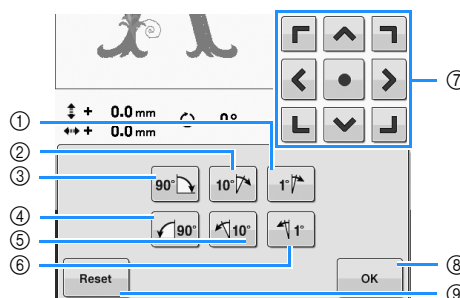 + 0.0 mm
+ 0.0 mm 0°
① 
②
③ 90° 10° 1°
④ 90° 10° 1°
⑤
⑥
⑦
Reset OK ⑧
⑨